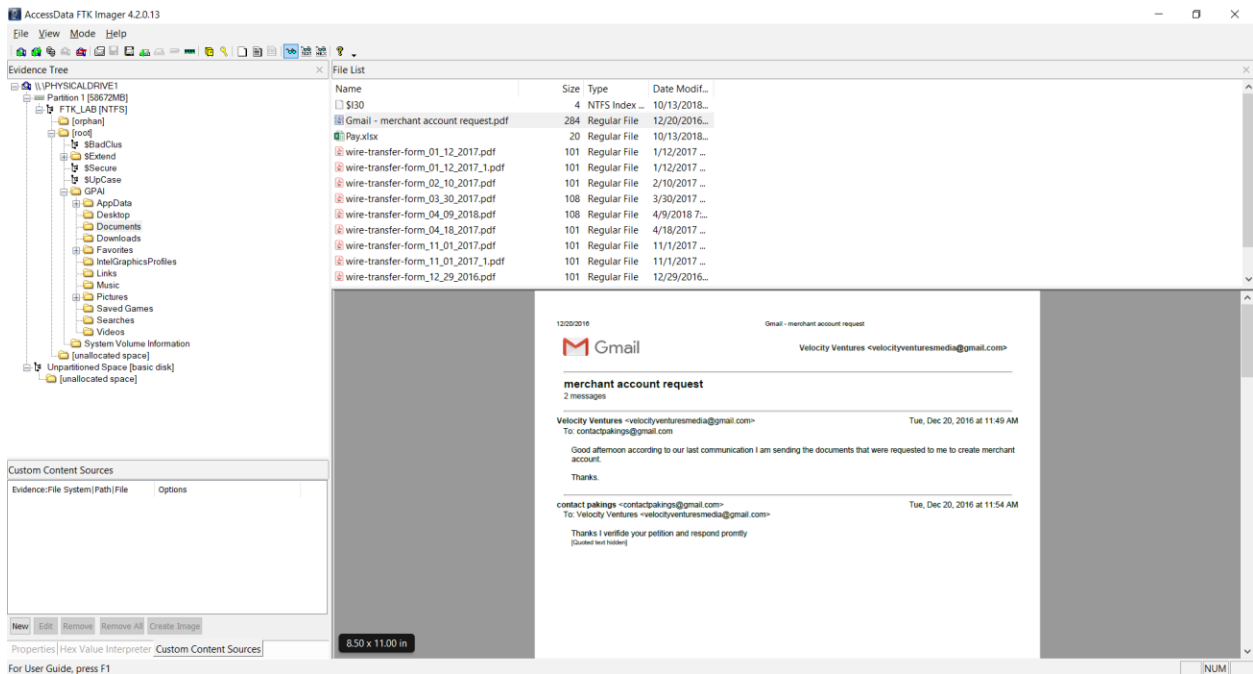 AccessData FTK Imager 4.2.0.13
File View Mode Help
Evidence Tree
\\.\PHYSICALDRIVE1
Partition 1 [58672MB]
FTK_LAB [NTFS]
[orphan]
[root]
$BadClus
$Extend
$Secure
$UpCase
GPAI
AppData
Desktop
Documents
Downloads
Favorites
IntelGraphicsProfiles
Links
Music
Pictures
Saved Games
Searches
Videos
System Volume Information
[unallocated space]
Unpartitioned Space [basic disk]
[unallocated space]
Custom Content Sources
Evidence:File System|Path|File Options
New Edit Remove Remove All Create Image
Properties Hex Value Interpreter Custom Content Sources
File List
Name Size Type Date Modif...
$I30 4 NTFS Index ... 10/13/2018...
Gmail - merchant account request.pdf 284 Regular File 12/20/2016...
Pay.xlsx 20 Regular File 10/13/2018...
wire-transfer-form_01_12_2017.pdf 101 Regular File 1/12/2017 ...
wire-transfer-form_01_12_2017_1.pdf 101 Regular File 1/12/2017 ...
wire-transfer-form_02_10_2017.pdf 101 Regular File 2/10/2017 ...
wire-transfer-form_03_30_2017.pdf 108 Regular File 3/30/2017 ...
wire-transfer-form_04_09_2018.pdf 108 Regular File 4/9/2018 7:...
wire-transfer-form_04_18_2017.pdf 101 Regular File 4/18/2017 ...
wire-transfer-form_11_01_2017.pdf 101 Regular File 11/1/2017 ...
wire-transfer-form_11_01_2017_1.pdf 101 Regular File 11/1/2017 ...
wire-transfer-form_12_29_2016.pdf 101 Regular File 12/29/2016...
12/20/2016 Gmail - merchant account request
Gmail Velocity Ventures <velocityventuresmedia@gmail.com>
merchant account request
2 messages
Velocity Ventures <velocityventuresmedia@gmail.com> Tue, Dec 20, 2016 at 11:49 AM
To: contactpakings@gmail.com
Good afternoon according to our last communication I am sending the documents that were requested to me to create merchant
account.
Thanks.
contact pakings <contactpakings@gmail.com> Tue, Dec 20, 2016 at 11:54 AM
To: Velocity Ventures <velocityventuresmedia@gmail.com>
Thanks I verifide your petition and respond promtly
[Quoted text hidden]
8.50 x 11.00 in
For User Guide, press F1 NUM